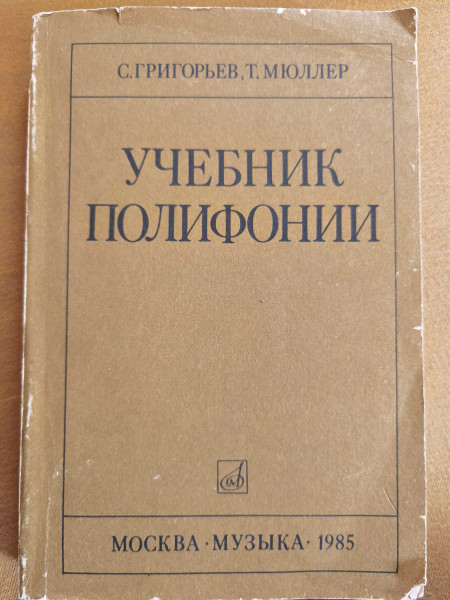 С. ГРИГОРЬЕВ, Т. МЮЛЛЕР
УЧЕБНИК
ПОЛИФОНИИ
МОСКВА · МУЗЫКА · 1985